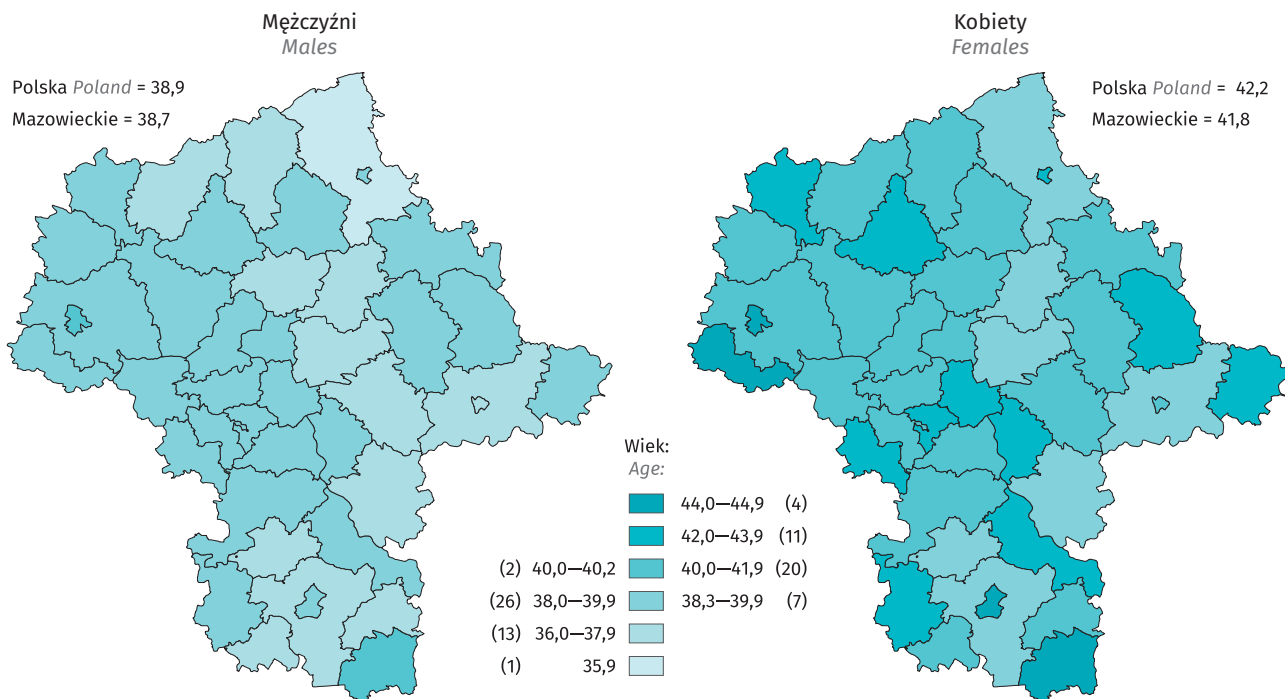 Mężczyźni
Males
Polska Poland = 38,9
Mazowieckie = 38,7
Kobiety
Females
Polska Poland = 42,2
Mazowieckie = 41,8
Wiek:
Age:
44,0—44,9 (4)
42,0—43,9 (11)
(2) 40,0—40,2 40,0—41,9 (20)
(26) 38,0—39,9 38,3—39,9 (7)
(13) 36,0—37,9
(1) 35,9